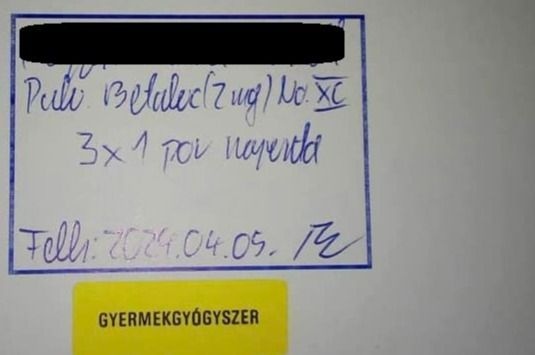 Pulv. Betaloc (2 mg) No. XC
3x1 por naponta
Felh: 2024.04.05.
GYERMEKGYÓGYSZER